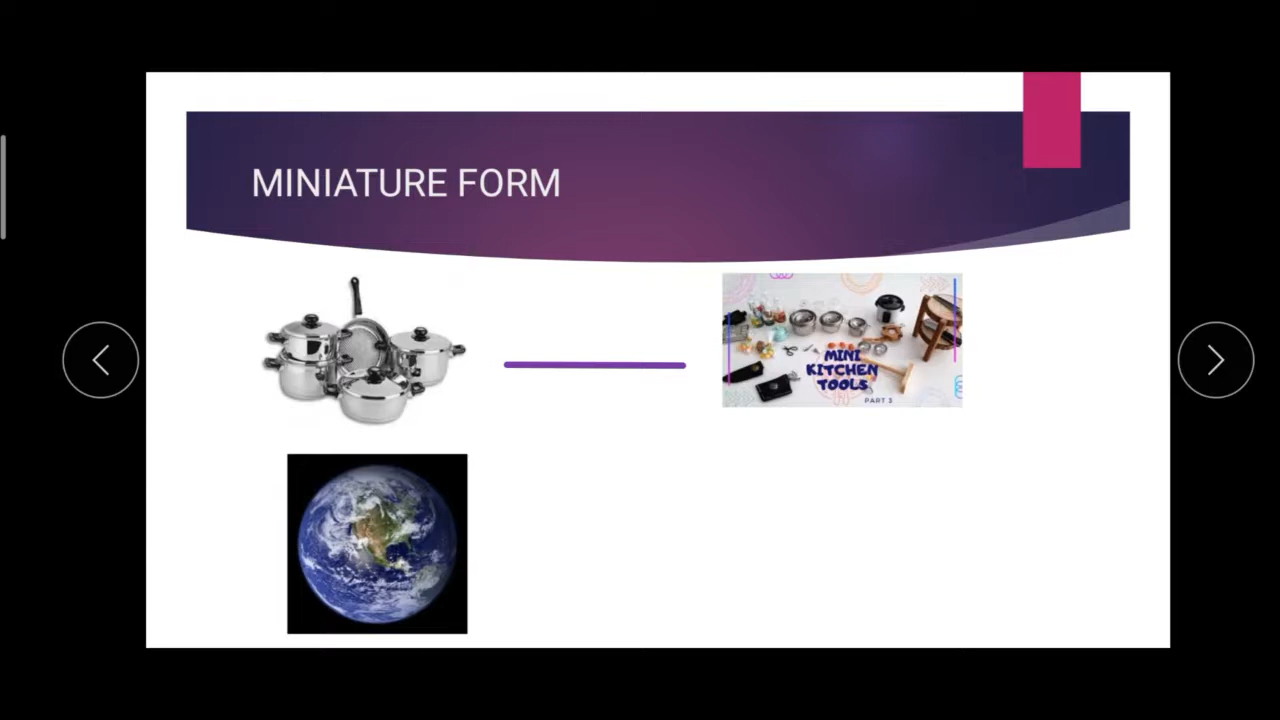 MINIATURE FORM
MINI
KITCHEN
TOOLS
PART 3